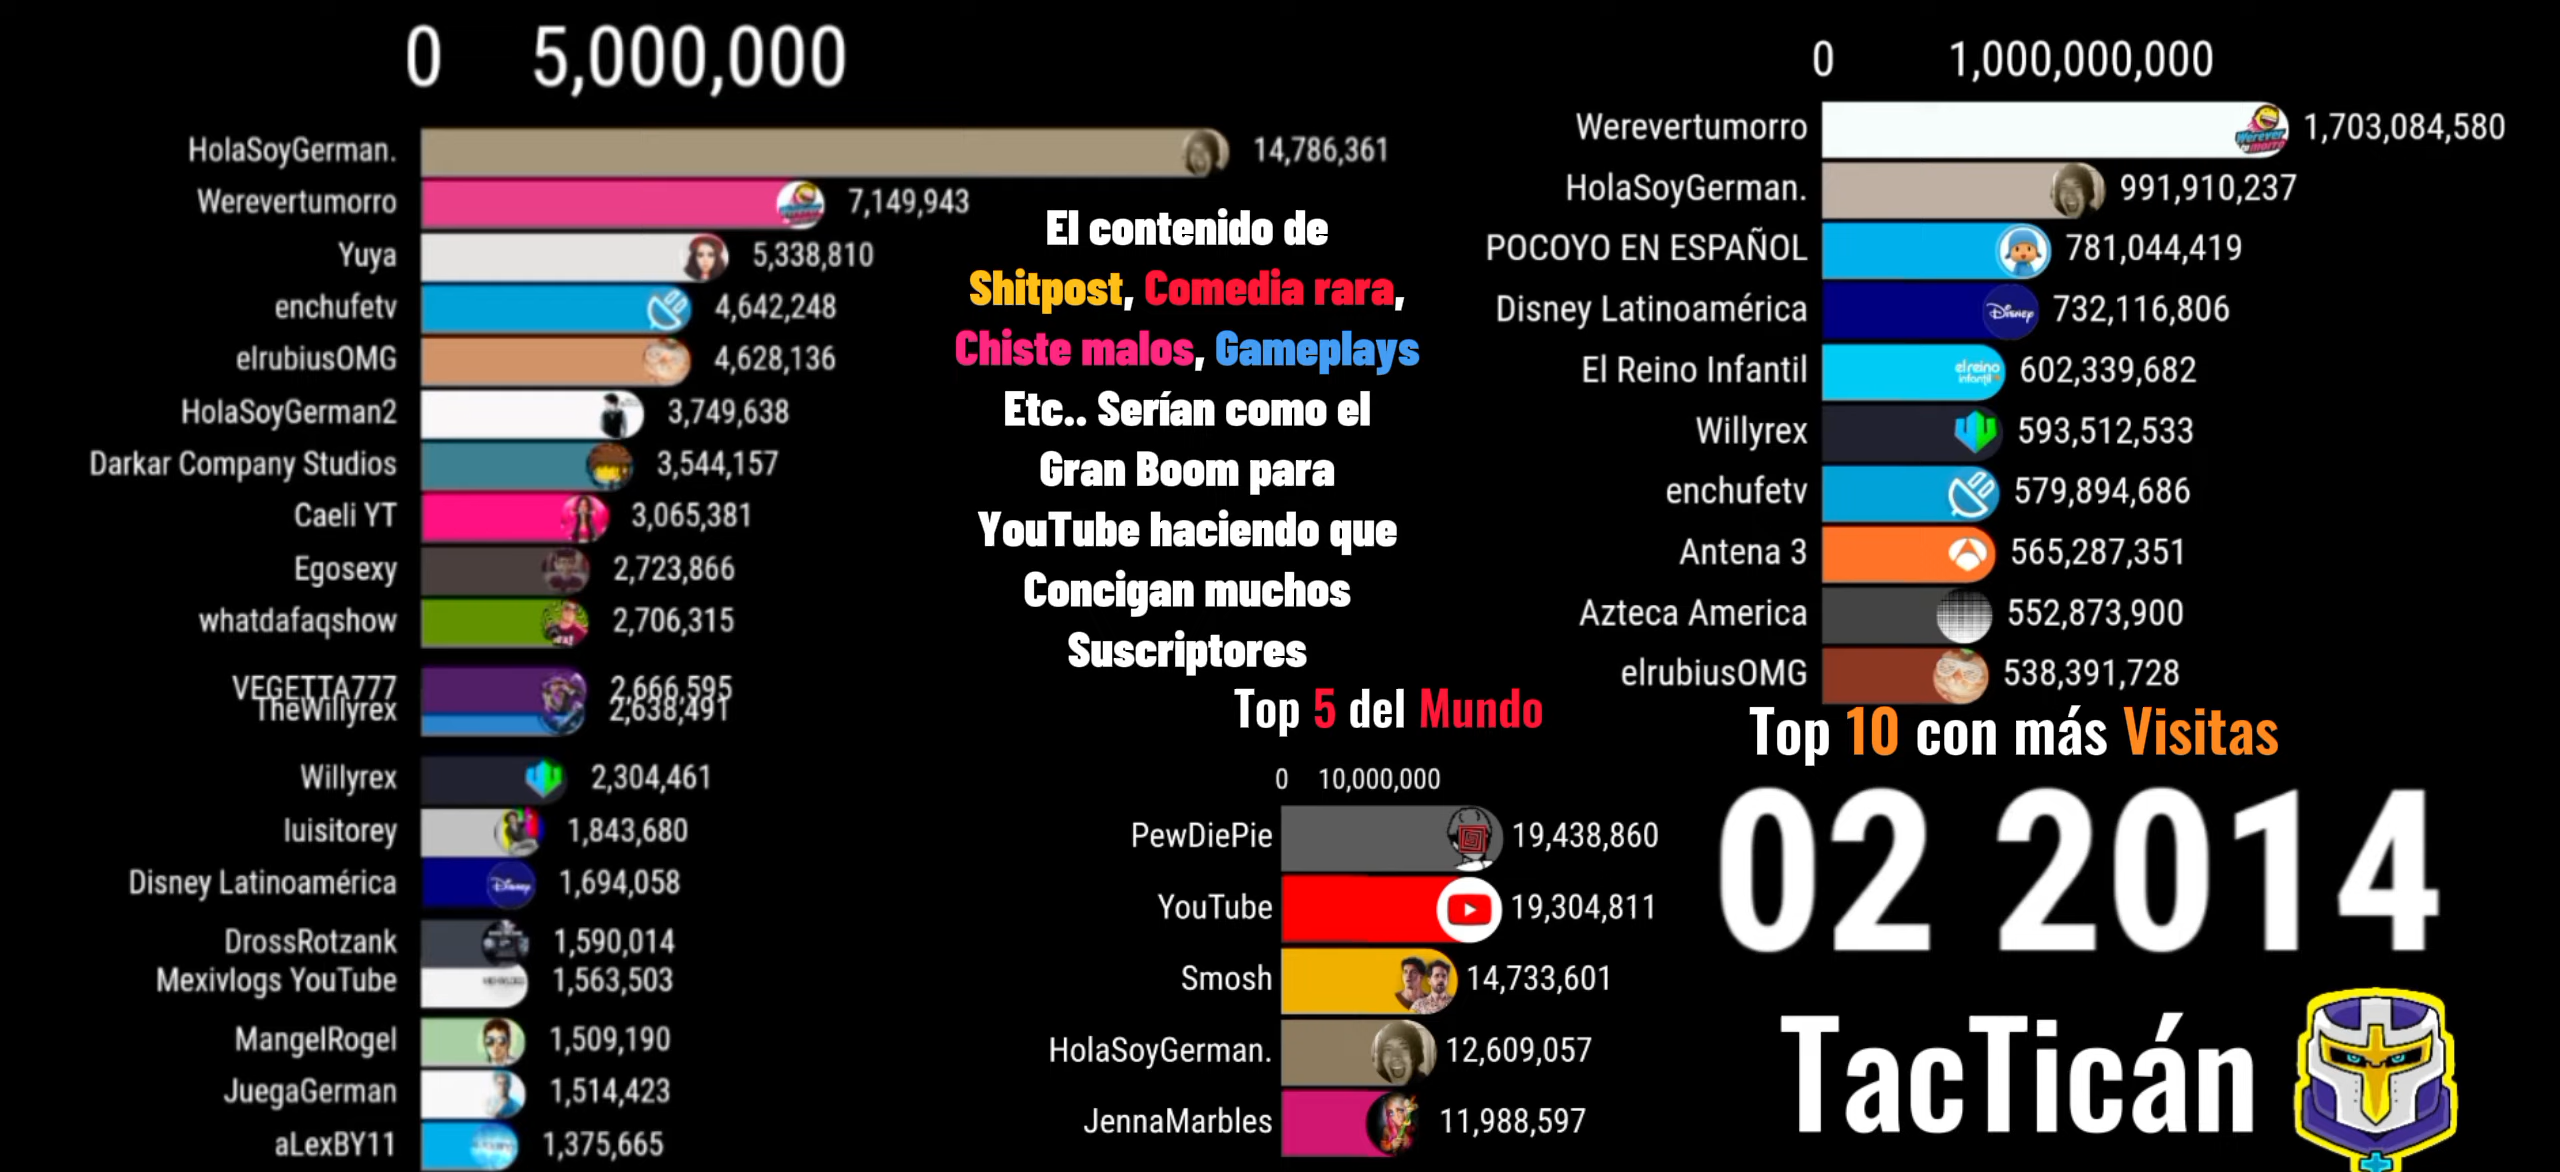 0 5,000,000
HolaSoyGerman. 14,786,361
Werevertumorro 7,149,943
Yuya 5,338,810
enchufetv 4,642,248
elrubiusOMG 4,628,136
HolaSoyGerman2 3,749,638
Darkar Company Studios 3,544,157
Caeli YT 3,065,381
Egosexy 2,723,866
whatdafaqshow 2,706,315
VEGETTA777 2,666,595
TheWillyrex 2,638,491
Willyrex 2,304,461
luisitorey 1,843,680
Disney Latinoamérica 1,694,058
DrossRotzank 1,590,014
Mexivlogs YouTube 1,563,503
MangelRogel 1,509,190
JuegaGerman 1,514,423
aLexBY11 1,375,665
El contenido de
Shitpost, Comedia rara,
Chiste malos, Gameplays
Etc.. Serían como el
Gran Boom para
YouTube haciendo que
Concigan muchos
Suscriptores
Top 5 del Mundo
0 10,000,000
PewDiePie 19,438,860
YouTube 19,304,811
Smosh 14,733,601
HolaSoyGerman. 12,609,057
JennaMarbles 11,988,597
0 1,000,000,000
Werevertumorro 1,703,084,580
HolaSoyGerman. 991,910,237
POCOYO EN ESPAÑOL 781,044,419
Disney Latinoamérica 732,116,806
El Reino Infantil 602,339,682
Willyrex 593,512,533
enchufetv 579,894,686
Antena 3 565,287,351
Azteca America 552,873,900
elrubiusOMG 538,391,728
Top 10 con más Visitas
02 2014
TacTicán